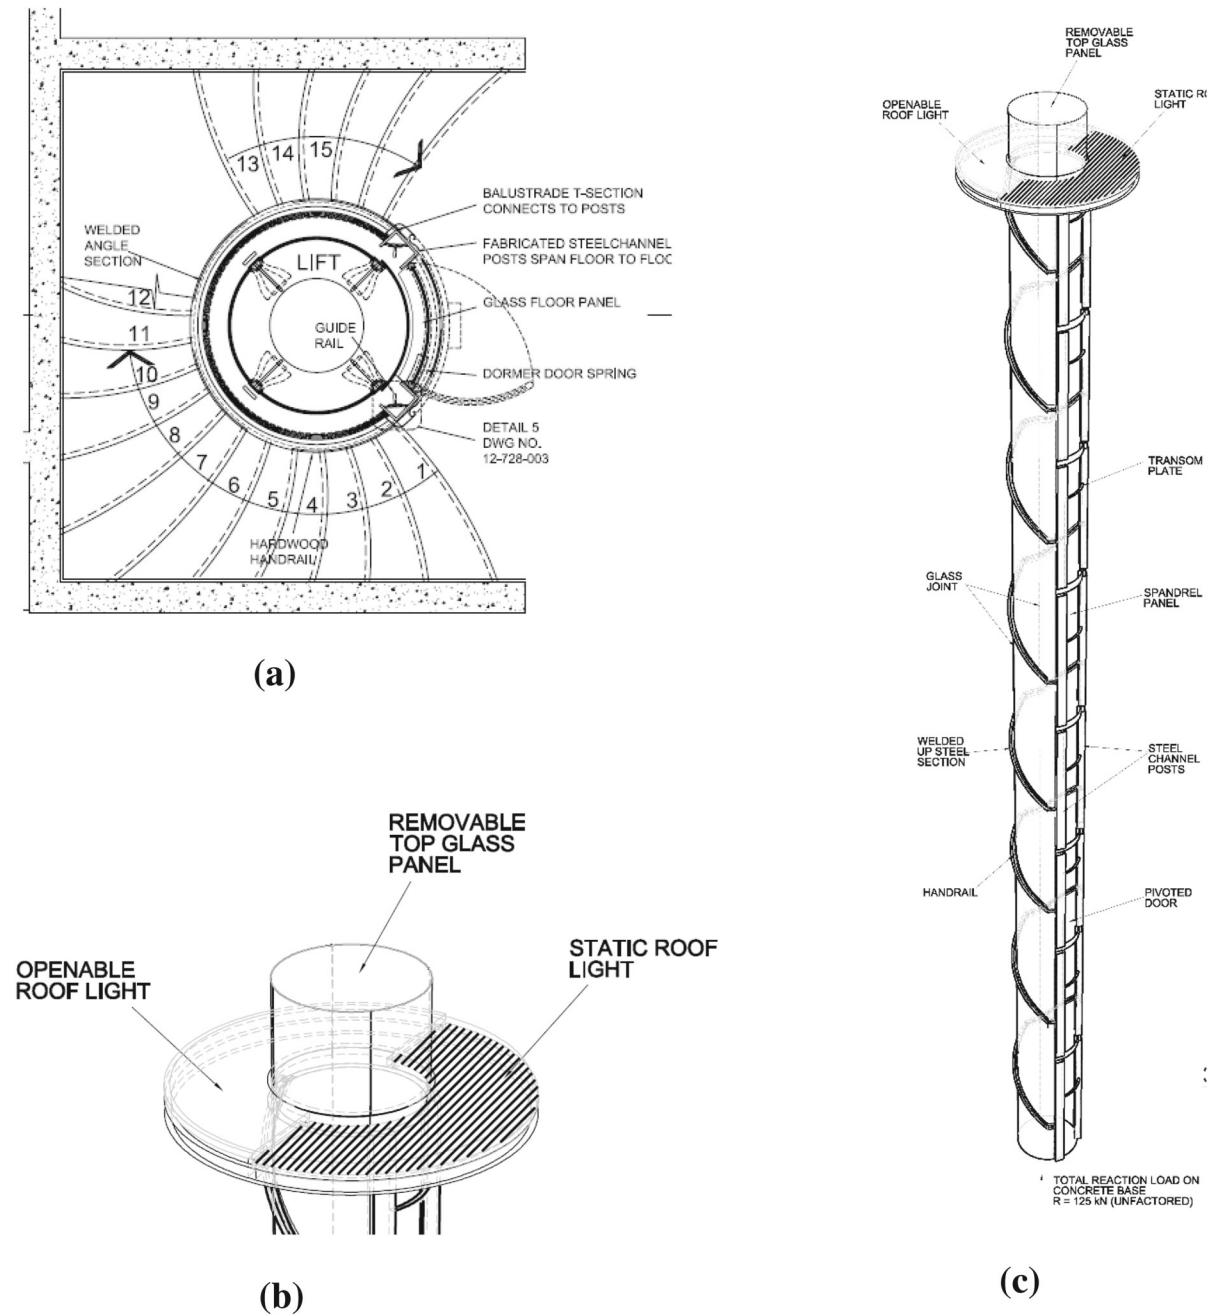 13 14 15
BALUSTRADE T-SECTION
CONNECTS TO POSTS
WELDED
ANGLE
SECTION
FABRICATED STEELCHANNEL
POSTS SPAN FLOOR TO FLOC
LIFT
12
GLASS FLOOR PANEL
11
GUIDE
RAIL
10
DORMER DOOR SPRING
9
8
7
6
5
4
3
2
1
DETAIL 5
DWG NO.
12-728-003
HARDWOOD
HANDRAIL
(a)
REMOVABLE
TOP GLASS
PANEL
OPENABLE
ROOF LIGHT
STATIC ROOF
LIGHT
(b)
REMOVABLE
TOP GLASS
PANEL
OPENABLE
ROOF LIGHT
STATIC R
LIGHT
TRANSOM
PLATE
GLASS
JOINT
SPANDREL
PANEL
WELDED
UP STEEL
SECTION
STEEL
CHANNEL
POSTS
HANDRAIL
PIVOTED
DOOR
TOTAL REACTION LOAD ON
CONCRETE BASE
R = 125 kN (UNFACTORED)
(c)